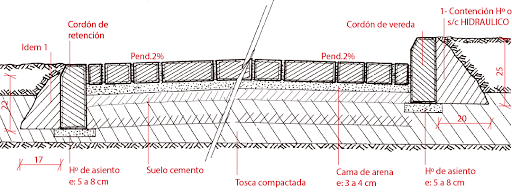 Cordón de
retención
Idem 1
Pend.2%
Pend.2%
Cordón de vereda
1- Contención Hº o
s/c HIDRAULICO
22
25
17
20
Hº de asiento
e: 5 a 8 cm
Suelo cemento
Tosca compactada
Cama de arena
e: 3 a 4 cm
Hº de asiento
e: 5 a 8 cm